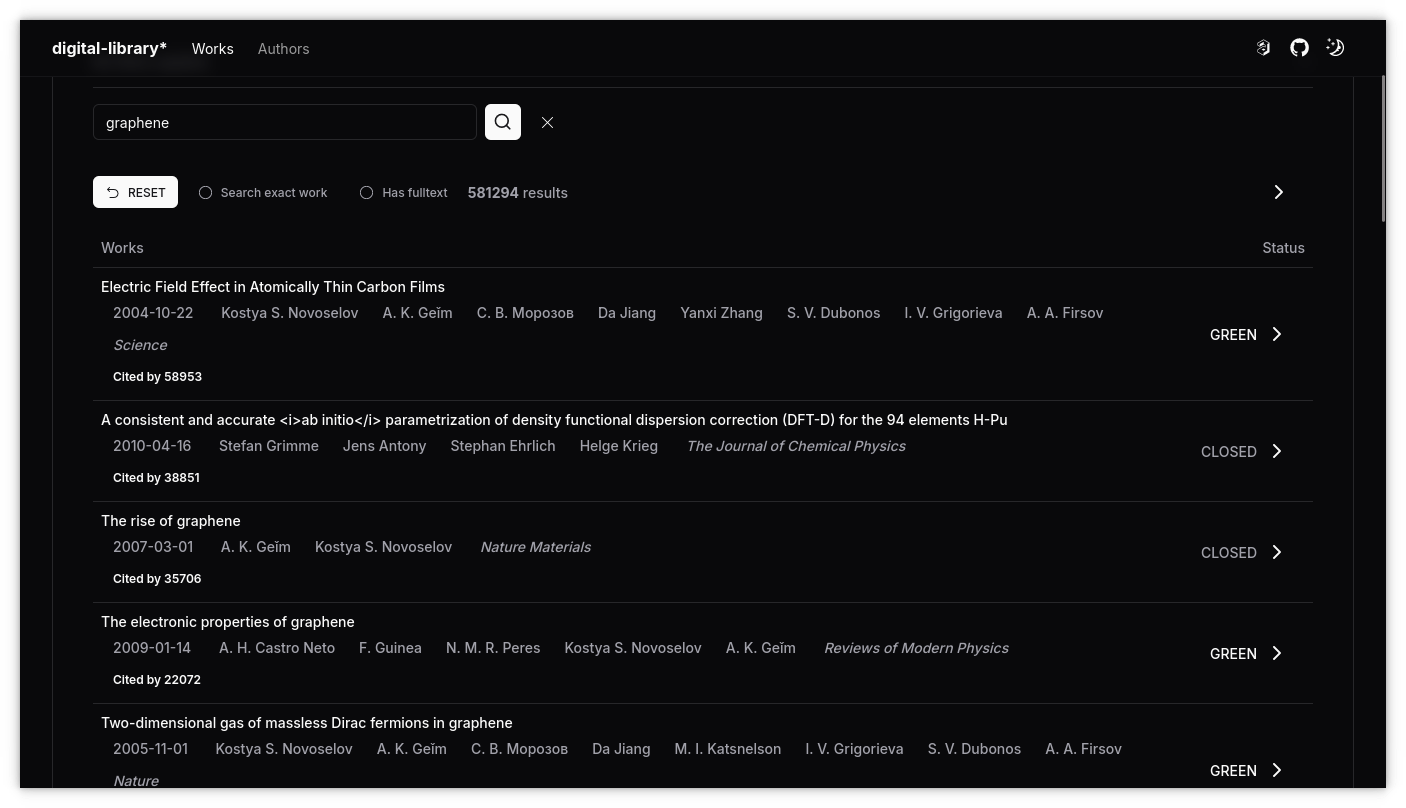 digital-library* Works Authors
graphene
RESET Search exact work Has fulltext 581294 results
Works Status
Electric Field Effect in Atomically Thin Carbon Films
2004-10-22 Kostya S. Novoselov A. K. Geĭm С. В. Морозов Da Jiang Yanxi Zhang S. V. Dubonos I. V. Grigorieva A. A. Firsov
GREEN
Science
Cited by 58953
A consistent and accurate <i>ab initio</i> parametrization of density functional dispersion correction (DFT-D) for the 94 elements H-Pu
2010-04-16 Stefan Grimme Jens Antony Stephan Ehrlich Helge Krieg The Journal of Chemical Physics
CLOSED
Cited by 38851
The rise of graphene
2007-03-01 A. K. Geĭm Kostya S. Novoselov Nature Materials
CLOSED
Cited by 35706
The electronic properties of graphene
2009-01-14 A. H. Castro Neto F. Guinea N. M. R. Peres Kostya S. Novoselov A. K. Geĭm Reviews of Modern Physics
GREEN
Cited by 22072
Two-dimensional gas of massless Dirac fermions in graphene
2005-11-01 Kostya S. Novoselov A. K. Geĭm С. В. Морозов Da Jiang M. I. Katsnelson I. V. Grigorieva S. V. Dubonos A. A. Firsov
GREEN
Nature